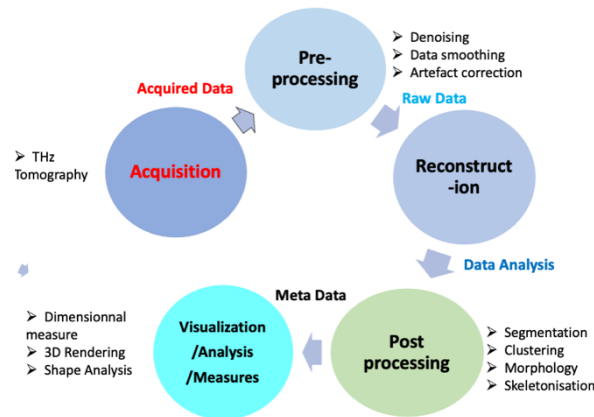 Pre-
processing
➢ Denoising
➢ Data smoothing
➢ Artefact correction
Acquired Data
Raw Data
➢ THz
Tomography
Acquisition
Reconstruct
-ion
Data Analysis
Meta Data
➢ Dimensionnal
measure
➢ 3D Rendering
➢ Shape Analysis
Visualization
/Analysis
/Measures
Post
processing
➢ Segmentation
➢ Clustering
➢ Morphology
➢ Skeletonisation